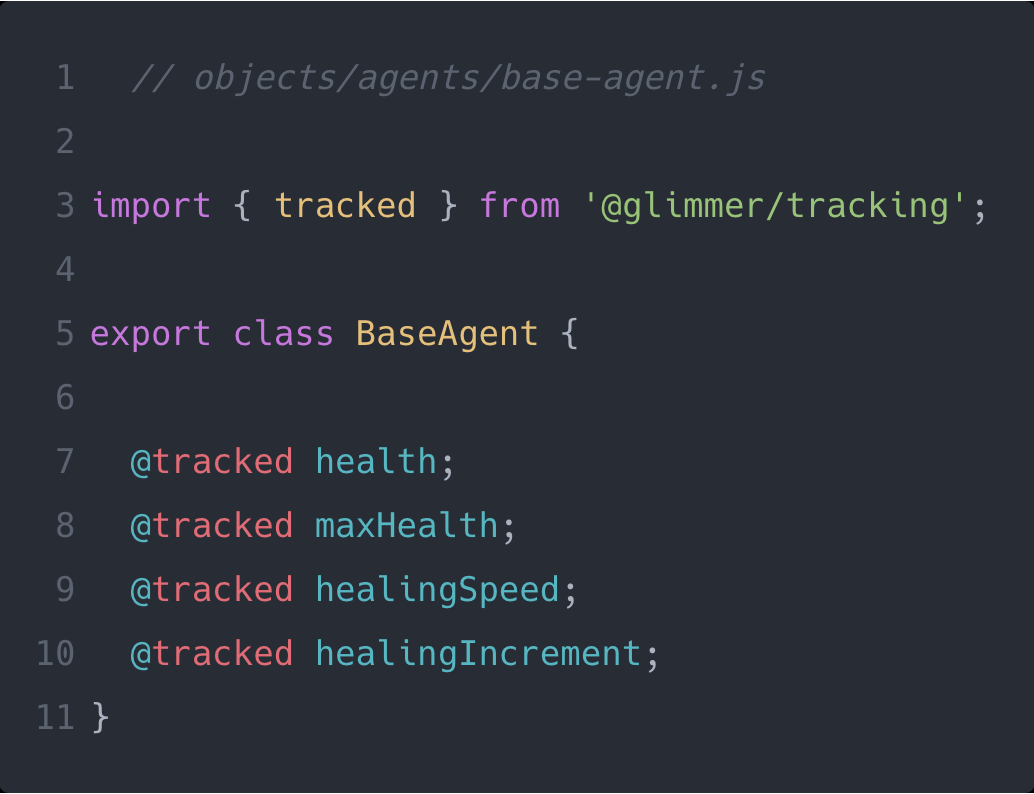 1 // objects/agents/base-agent.js
2
3 import { tracked } from '@glimmer/tracking';
4
5 export class BaseAgent {
6
7 @tracked health;
8 @tracked maxHealth;
9 @tracked healingSpeed;
10 @tracked healingIncrement;
11 }